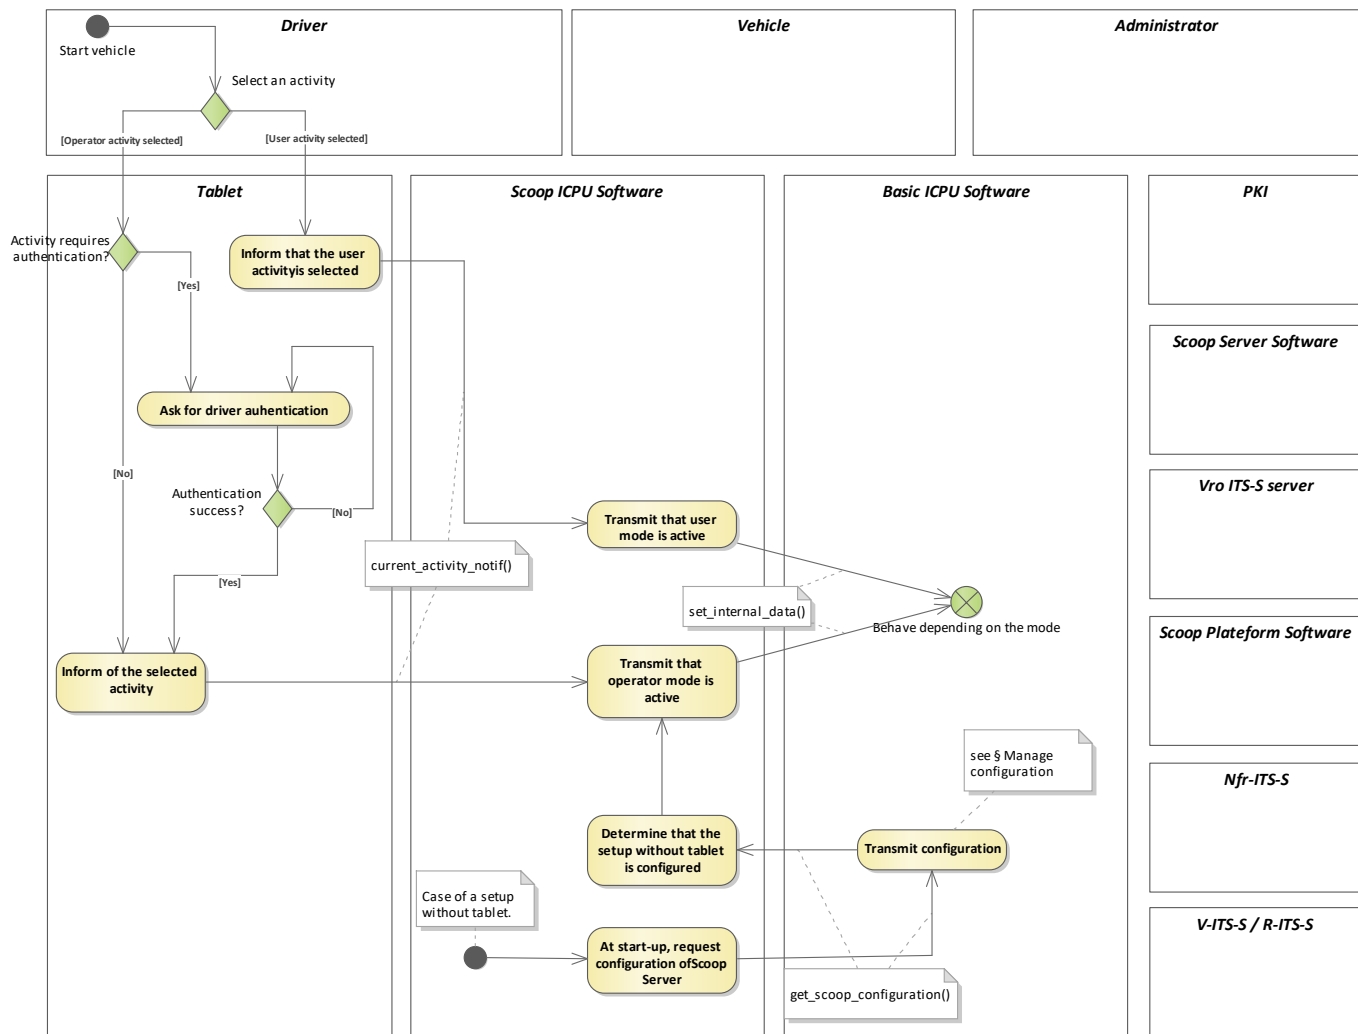 Driver
Vehicle
Administrator
Start vehicle
Select an activity
[Operator activity selected]
[User activity selected]
Tablet
Scoop ICPU Software
Basic ICPU Software
PKI
Activity requires
authentication?
Inform that the user
activityis selected
[Yes]
Scoop Server Software
Ask for driver auhentication
[No]
Authentication
success?
[No]
Vro ITS-S server
Transmit that user
mode is active
current_activity_notif()
[Yes]
set_internal_data()
Behave depending on the mode
Scoop Plateform Software
Inform of the selected
activity
Transmit that
operator mode is
active
see § Manage
configuration
Nfr-ITS-S
Determine that the
setup without tablet
is configured
Transmit configuration
Case of a setup
without tablet.
V-ITS-S / R-ITS-S
At start-up, request
configuration ofScoop
Server
get_scoop_configuration()